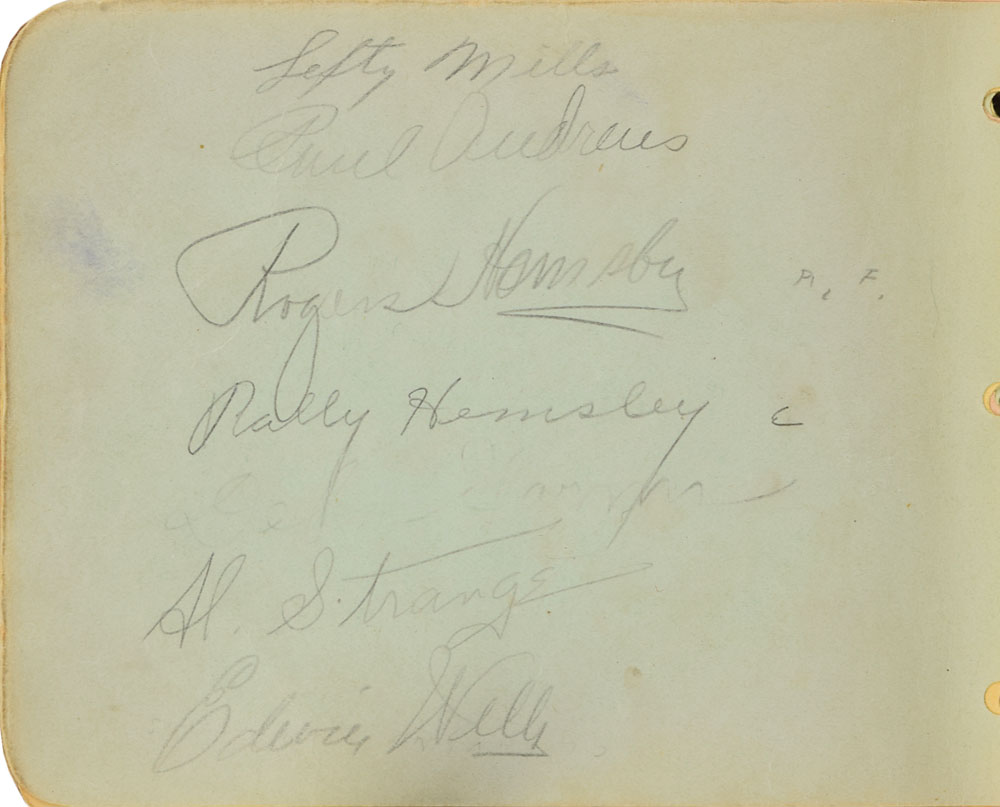 Lefty Mills
Paul Andrews
Rogers Hornsby
Rolly Hemsley c
Al. Strange
Edwin Wells